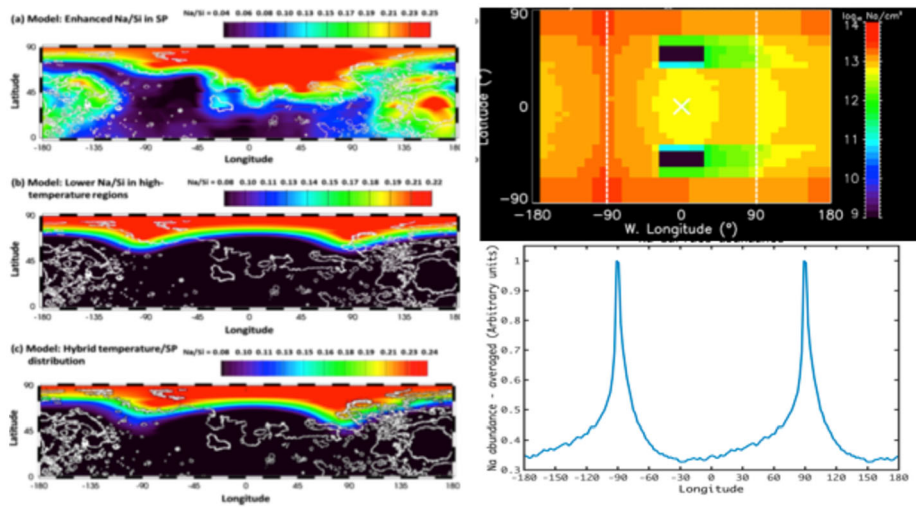 (a) Model: Enhanced Na/Si in SP
Na/Si = 0.04 0.06 0.08 0.10 0.13 0.15 0.17 0.19 0.21 0.23 0.25
Latitude
90
45
0
-180 -135 -90 -45 0 45 90 135 180
Longitude
(b) Model: Lower Na/Si in high-
temperature regions
Na/Si = 0.08 0.10 0.11 0.13 0.14 0.15 0.17 0.18 0.19 0.21 0.22
Latitude
90
45
0
-180 -135 -90 -45 0 45 90 135 180
Longitude
(c) Model: Hybrid temperature/SP
distribution
Na/Si = 0.08 0.10 0.11 0.13 0.15 0.16 0.18 0.19 0.21 0.23 0.24
Latitude
90
45
0
-180 -135 -90 -45 0 45 90 135 180
Longitude
log₁₀ Na/cm²
90
0
-90
Latitude (°)
-180 -90 0 90 180
W. Longitude (°)
14
13
12
11
10
9
Na abundance - averaged (Arbitrary units)
1
0.9
0.8
0.7
0.6
0.5
0.4
0.3
-180 -150 -120 -90 -60 -30 0 30 60 90 120 150 180
Longitude